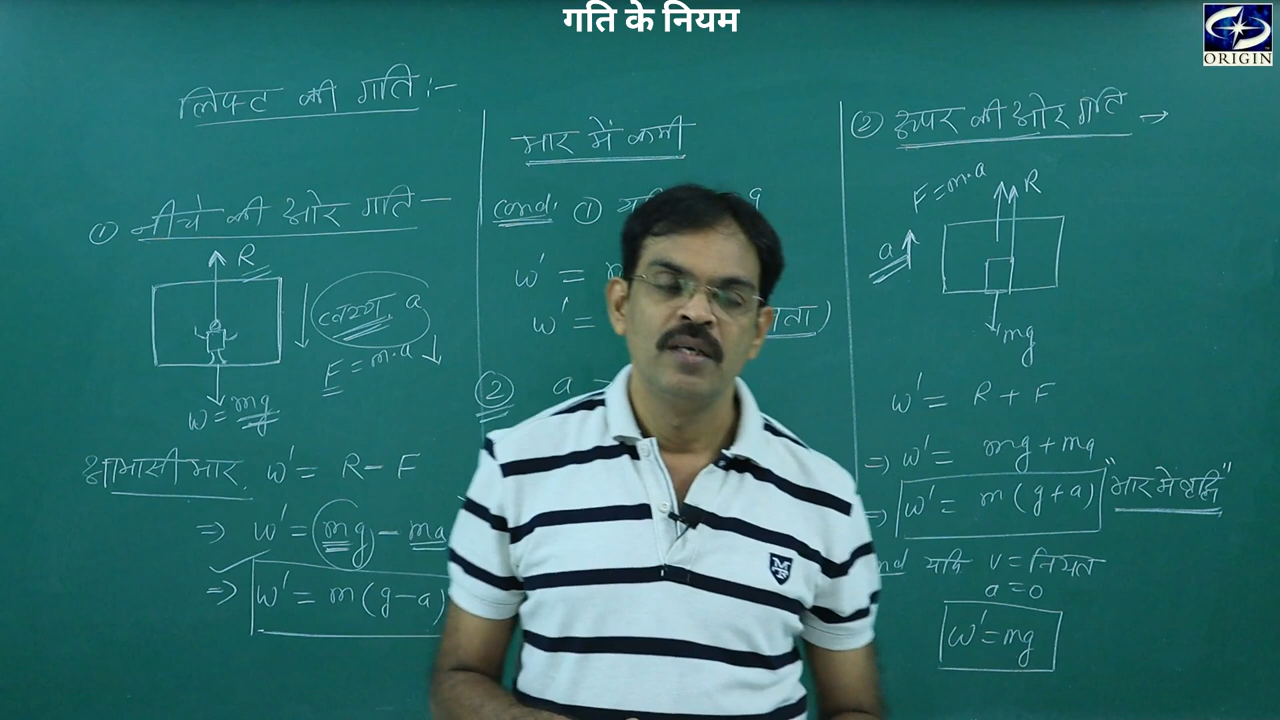 गति के नियम
ORIGIN
लिफ्ट की गति :-
① नीचे की ओर गति -
R
त्वरण a
F = m.a
w = mg
आभासी भार. w' = R - F
⇒ w' = mg - ma
⇒ w' = m(g-a)
भार में कमी
cond. ① यदि
w' =
w' =
② a =
② ऊपर की ओर गति →
F = m.a
R
a
mg
w' = R + F
⇒ w' = mg + ma
⇒ w' = m(g+a) "भार में वृद्धि"
यदि v = नियत
a = 0
w' = mg